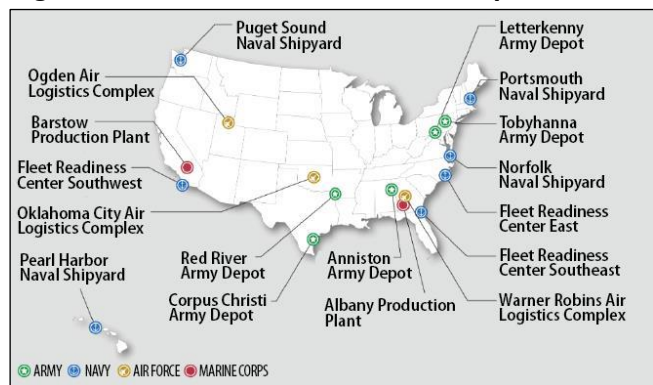 Puget Sound
Naval Shipyard
Letterkenny
Army Depot
Ogden Air
Logistics Complex
Portsmouth
Naval Shipyard
Barstow
Production Plant
Tobyhanna
Army Depot
Fleet Readiness
Center Southwest
Norfolk
Naval Shipyard
Oklahoma City Air
Logistics Complex
Fleet Readiness
Center East
Pearl Harbor
Naval Shipyard
Red River
Army Depot
Anniston
Army Depot
Fleet Readiness
Center Southeast
Corpus Christi
Army Depot
Albany Production
Plant
Warner Robins Air
Logistics Complex
ARMY NAVY AIR FORCE MARINE CORPS